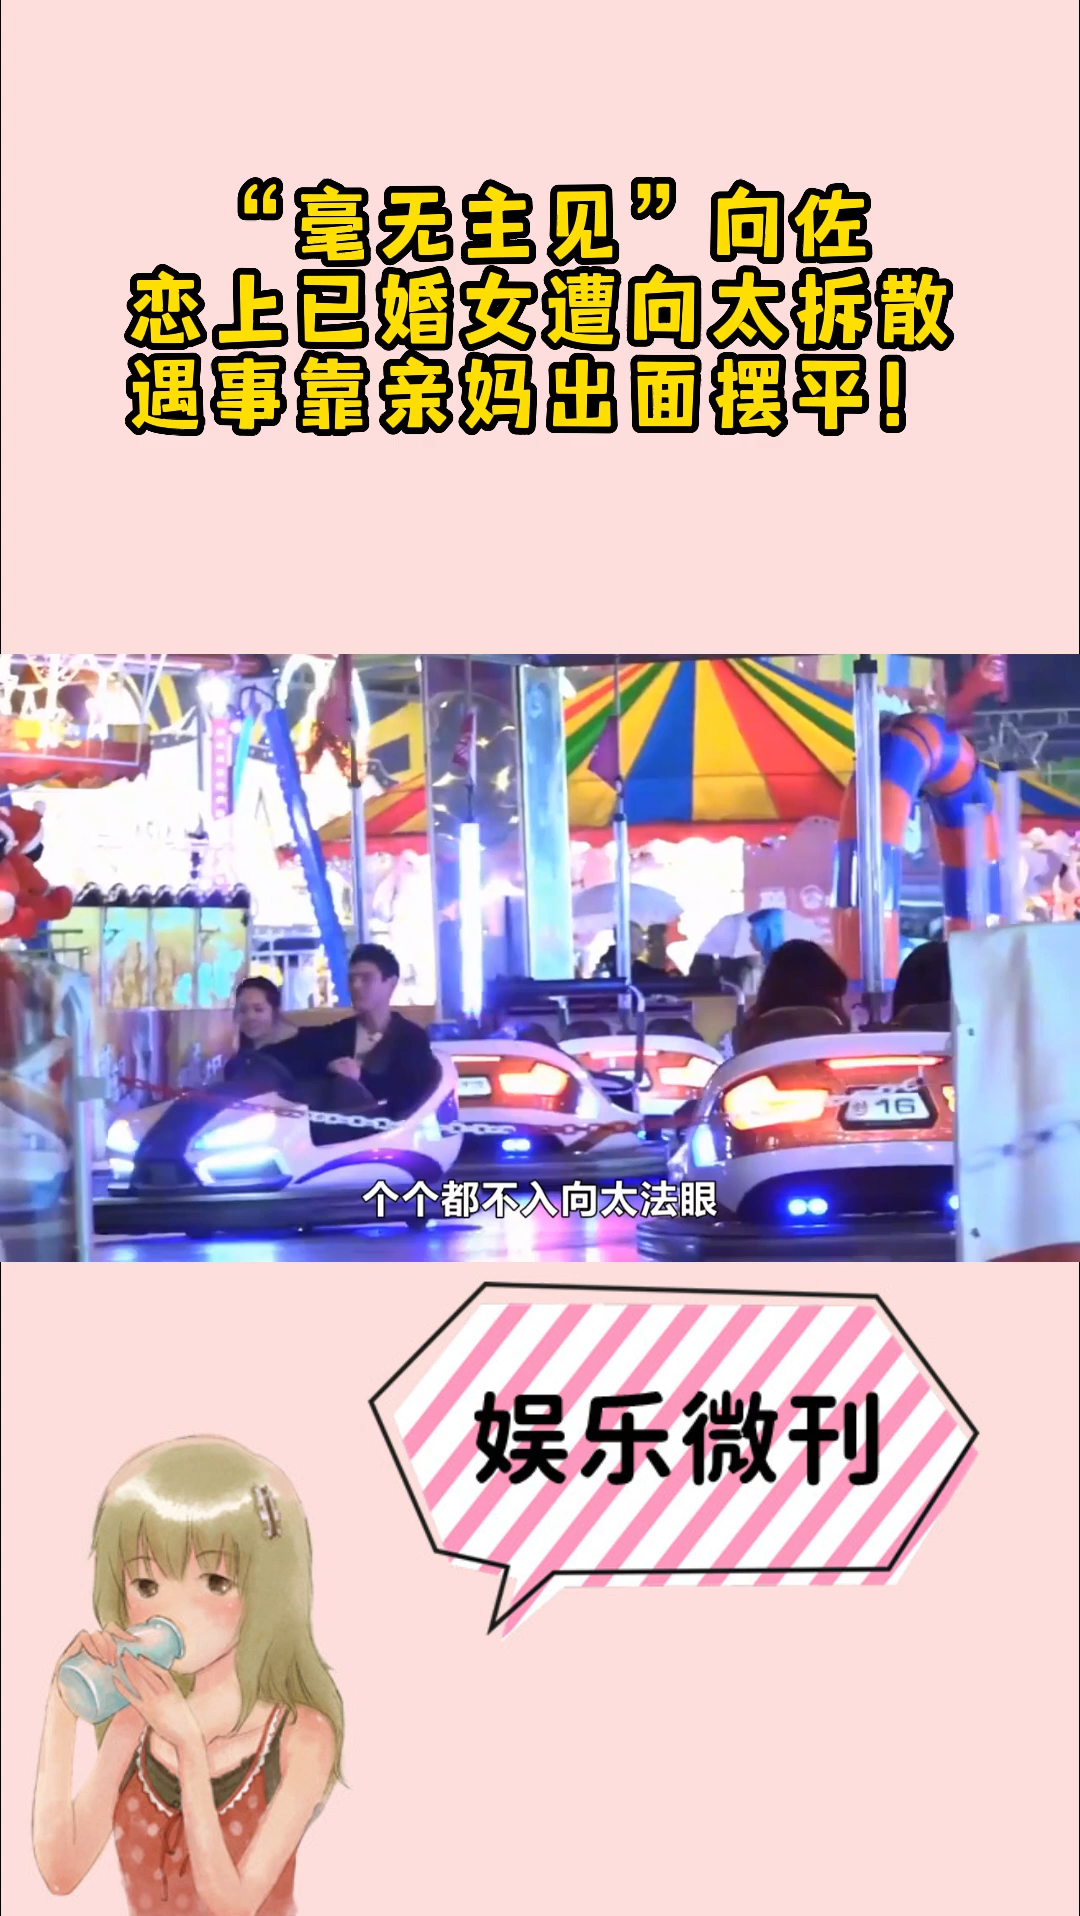 “毫无主见”向佐
恋上已婚女遭向太拆散
遇事靠亲妈出面摆平！
16
个个都不入向太法眼
娱乐微刊